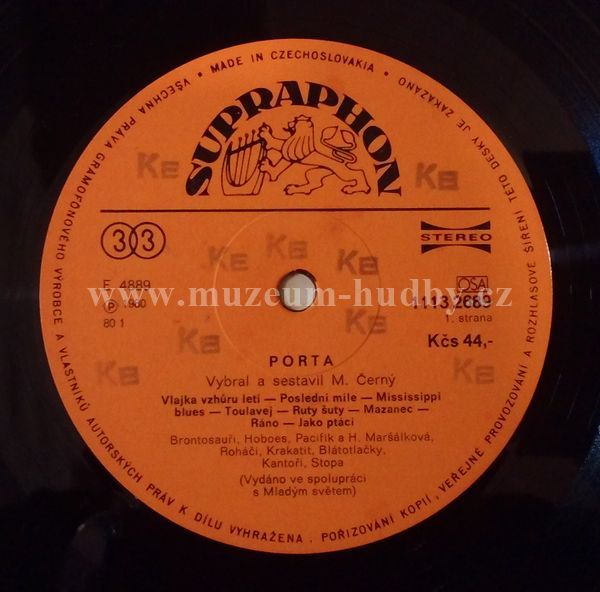 • MADE IN CZECHOSLOVAKIA •
VŠECHNA PRÁVA GRAMOFONOVÉHO VÝROBCE A VLASTNÍKŮ AUTORSKÝCH PRÁV K DÍLU VYHRAŽENA. POŘIZOVÁNÍ KOPIÍ, VEŘEJNÉ PROVOZOVÁNÍ A ROZHLASOVÉ ŠÍŘENÍ TÉTO DESKY JE ZAKÁZÁNO
SUPRAPHON
33
STEREO
F 4889
℗ 1980
80 1
OSA
1113 2689
1. strana
Kčs 44,-
www.muzeum-hudby.cz
PORTA
Vybral a sestavil M. Černý
Vlajka vzhůru letí — Poslední míle — Mississippi
blues — Toulavej — Ruty šuty — Mazanec —
Ráno — Jako ptáci
Brontosauři, Hoboes, Pacifik a H. Maršálková,
Roháči, Krakatit, Blátotlačky,
Kantoři, Stopa
(Vydáno ve spolupráci
s Mladým světem)